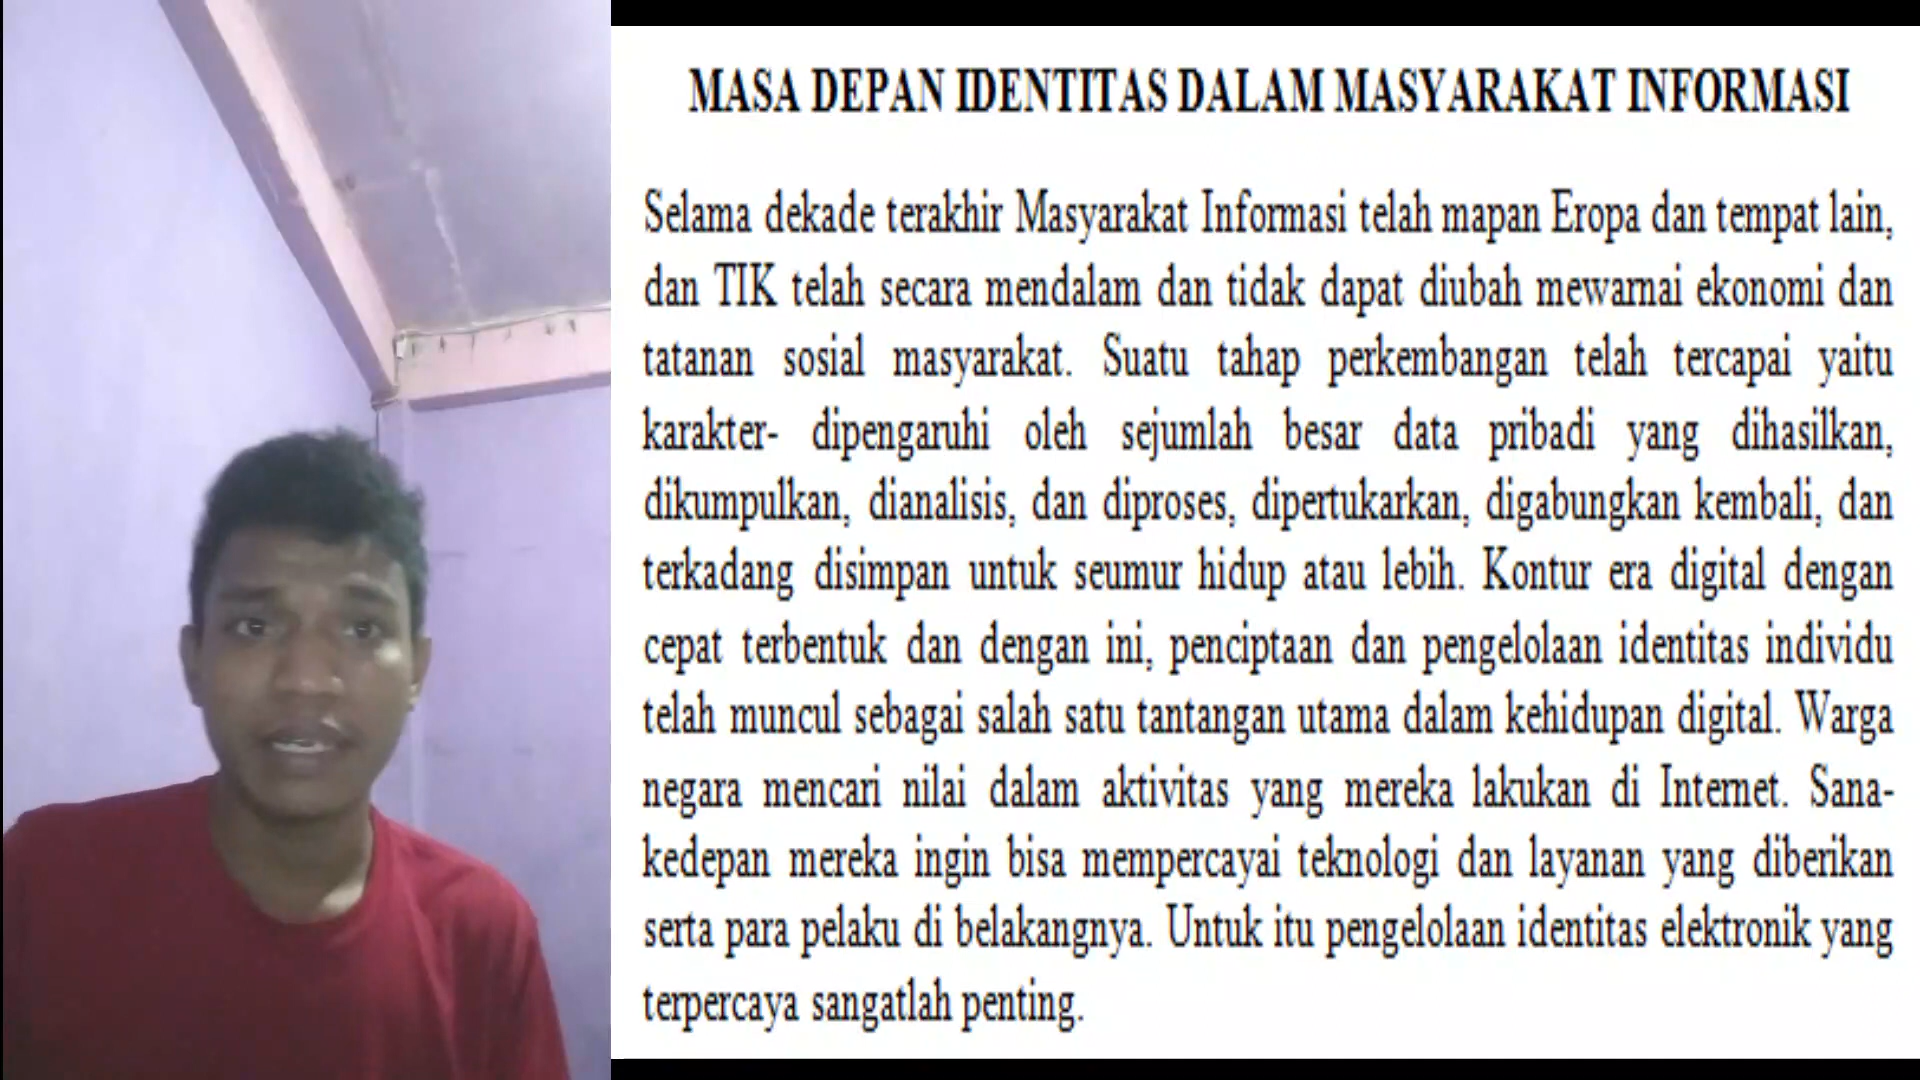 MASA DEPAN IDENTITAS DALAM MASYARAKAT INFORMASI
Selama dekade terakhir Masyarakat Informasi telah mapan Eropa dan tempat lain,
dan TIK telah secara mendalam dan tidak dapat diubah mewarnai ekonomi dan
tatanan sosial masyarakat. Suatu tahap perkembangan telah tercapai yaitu
karakter- dipengaruhi oleh sejumlah besar data pribadi yang dihasilkan,
dikumpulkan, dianalisis, dan diproses, dipertukarkan, digabungkan kembali, dan
terkadang disimpan untuk seumur hidup atau lebih. Kontur era digital dengan
cepat terbentuk dan dengan ini, penciptaan dan pengelolaan identitas individu
telah muncul sebagai salah satu tantangan utama dalam kehidupan digital. Warga
negara mencari nilai dalam aktivitas yang mereka lakukan di Internet. Sana-
kedepan mereka ingin bisa mempercayai teknologi dan layanan yang diberikan
serta para pelaku di belakangnya. Untuk itu pengelolaan identitas elektronik yang
terpercaya sangatlah penting.